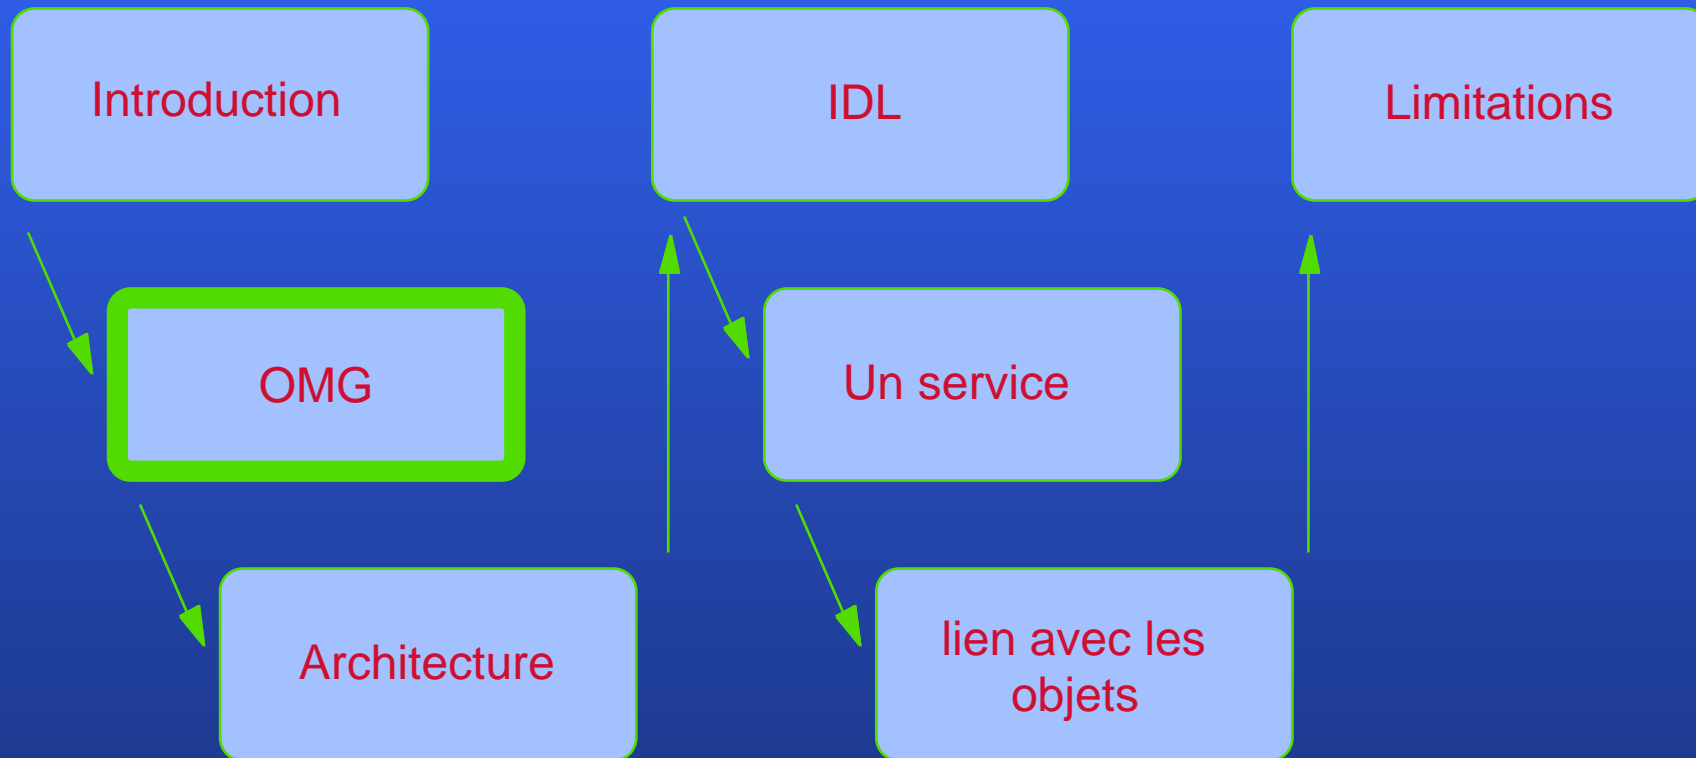 Introduction
OMG
Architecture
IDL
Un service
lien avec les
objets
Limitations